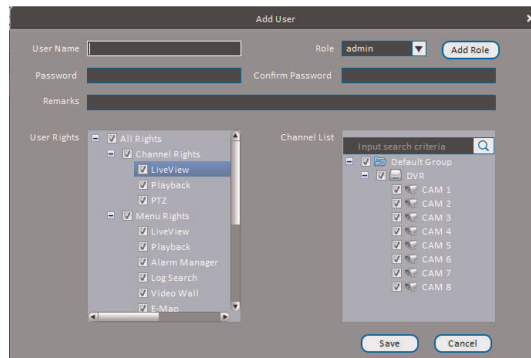 Add User
User Name
Role admin Add Role
Password
Confirm Password
Remarks
User Rights
All Rights
Channel Rights
LiveView
Playback
PTZ
Menu Rights
LiveView
Playback
Alarm Manager
Log Search
Video Wall
E-Map
Channel List
Input search criteria
Default Group
DVR
CAM 1
CAM 2
CAM 3
CAM 4
CAM 5
CAM 6
CAM 7
CAM 8
Save Cancel